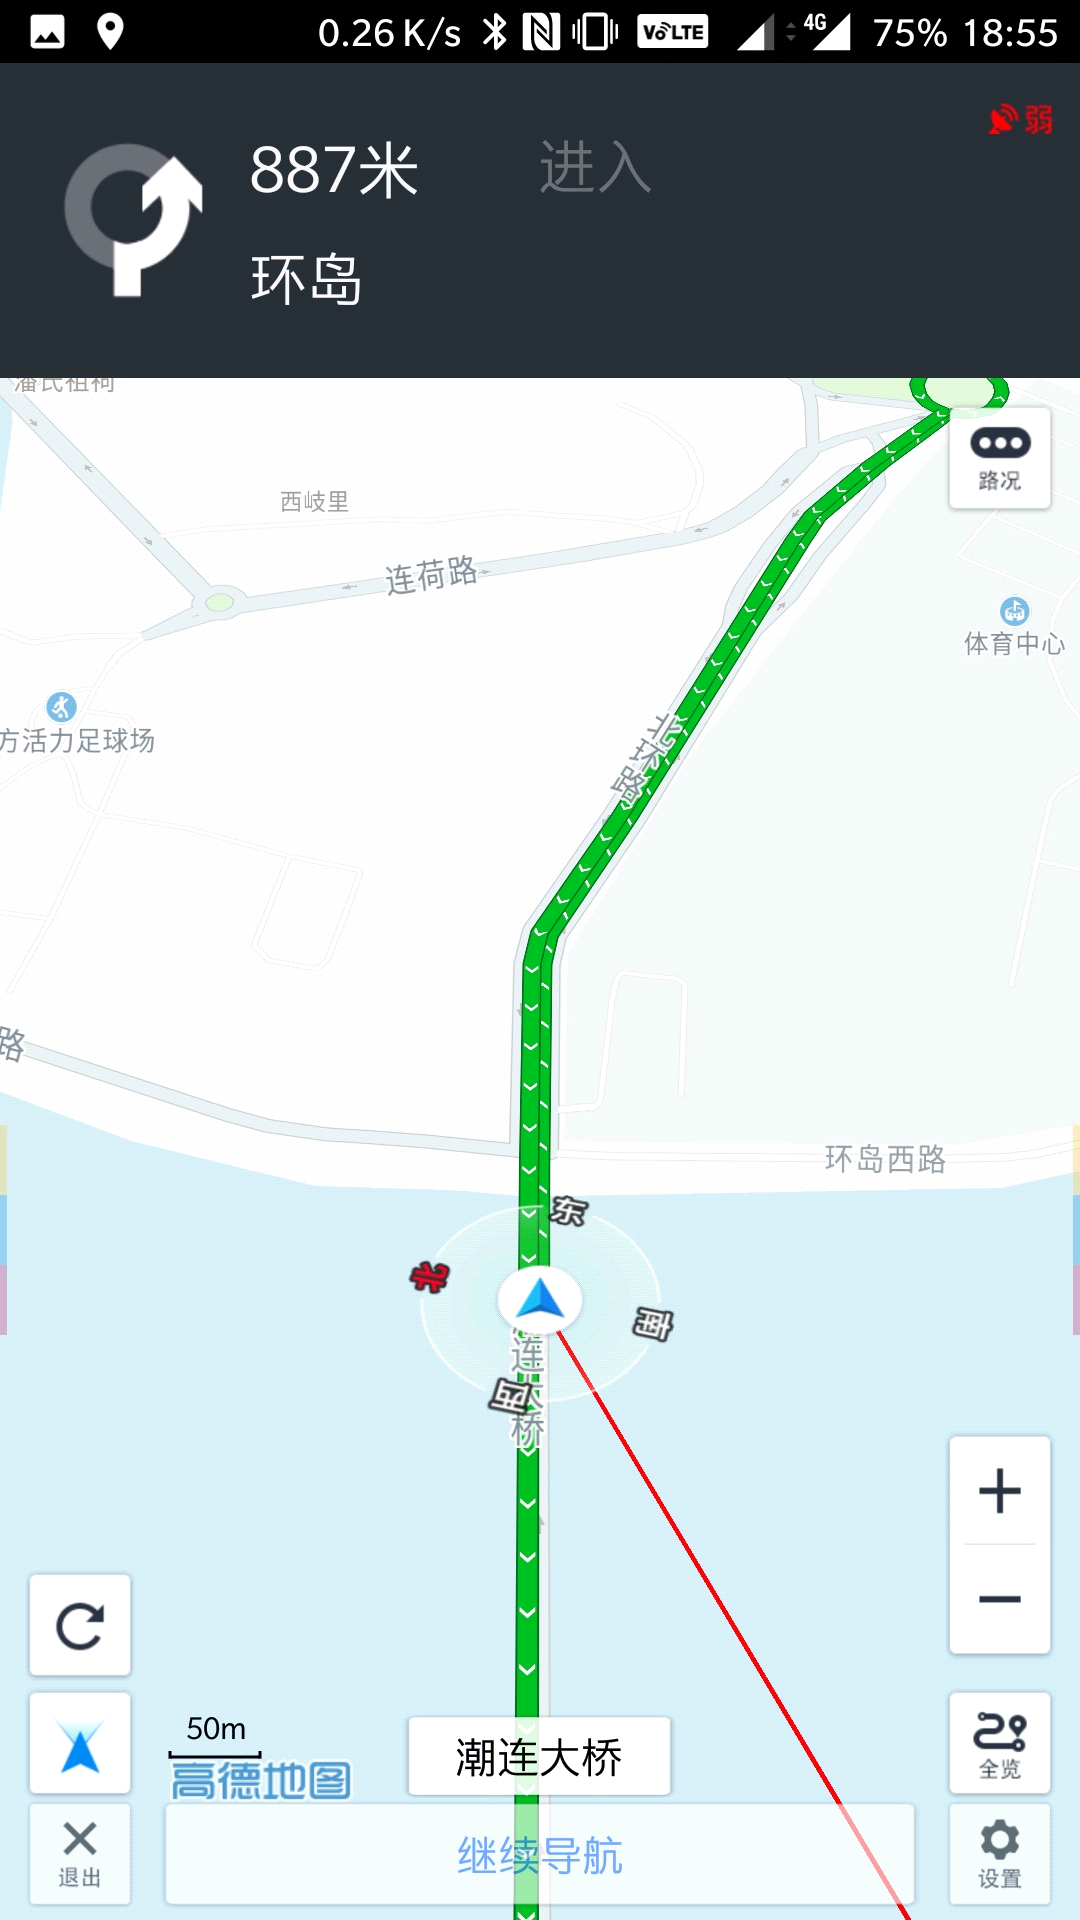 0.26 K/s VoLTE 4G 75% 18:55
弱
887米 进入
环岛
潘氏祖祠
路况
西岐里
连荷路
体育中心
方活力足球场
北环路
路
环岛西路
东
北
南
西
连大桥
50m
高德地图
潮连大桥
全览
退出
继续导航
设置